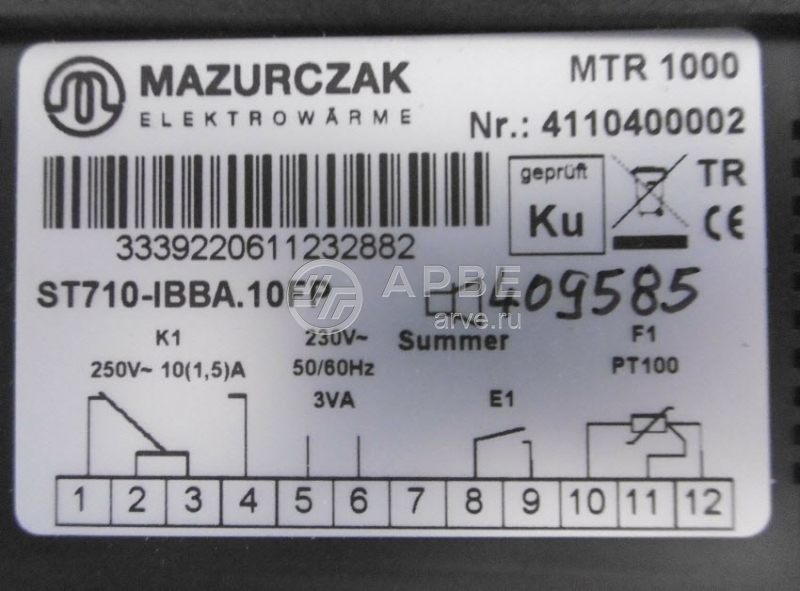 MAZURCZAK
ELEKTROWÄRME
MTR 1000
Nr.: 4110400002
3339220611232882
geprüft
Ku
TR
CE
ST710-IBBA.10FP
1409585
АРВЕ
arve.ru
K1
250V~ 10(1,5)A
230V~
50/60Hz
3VA
Summer
E1
F1
PT100
1 2 3 4 5 6 7 8 9 10 11 12